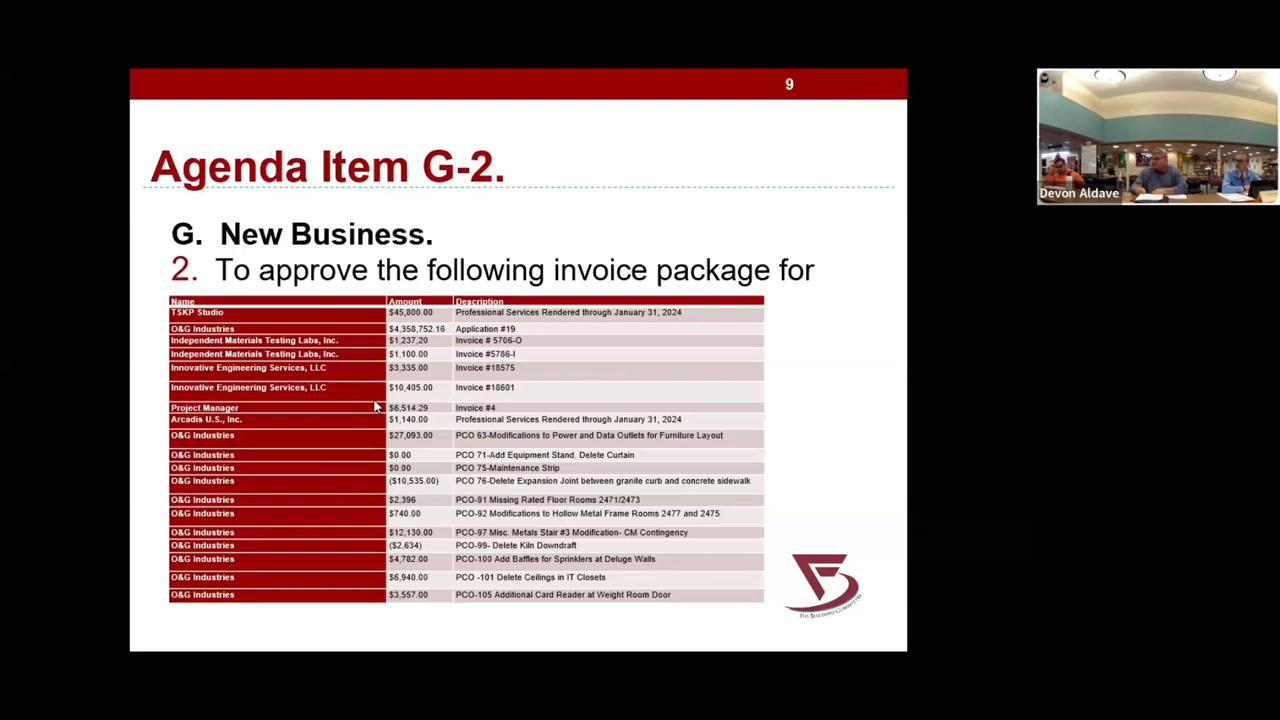 9
Agenda Item G-2.
G. New Business.
2. To approve the following invoice package for
Name Amount Description
TSKP Studio $45,800.00 Professional Services Rendered through January 31, 2024
O&G Industries $4,358,752.16 Application #19
Independent Materials Testing Labs, Inc. $1,237,20 Invoice # 5706-O
Independent Materials Testing Labs, Inc. $1,100.00 Invoice #5786-I
Innovative Engineering Services, LLC $3,335.00 Invoice #18575
Innovative Engineering Services, LLC $10,405.00 Invoice #18601
Project Manager $6,514.29 Invoice #4
Arcadis U.S., Inc. $1,140.00 Professional Services Rendered through January 31, 2024
O&G Industries $27,093.00 PCO 63-Modifications to Power and Data Outlets for Furniture Layout
O&G Industries $0.00 PCO 71-Add Equipment Stand, Delete Curtain
O&G Industries $0.00 PCO 75-Maintenance Strip
O&G Industries ($10,535.00) PCO 76-Delete Expansion Joint between granite curb and concrete sidewalk
O&G Industries $2,396 PCO-91 Missing Rated Floor Rooms 2471/2473
O&G Industries $740.00 PCO-92 Modifications to Hollow Metal Frame Rooms 2477 and 2475
O&G Industries $12,130.00 PCO-97 Misc. Metals Stair #3 Modification- CM Contingency
O&G Industries ($2,634) PCO-99- Delete Kiln Downdraft
O&G Industries $4,782.00 PCO-100 Add Baffles for Sprinklers at Deluge Walls
O&G Industries $6,940.00 PCO -101 Delete Ceilings in IT Closets
O&G Industries $3,557.00 PCO-105 Additional Card Reader at Weight Room Door
FHS BUILDING COMMITTEE
Devon Aldave